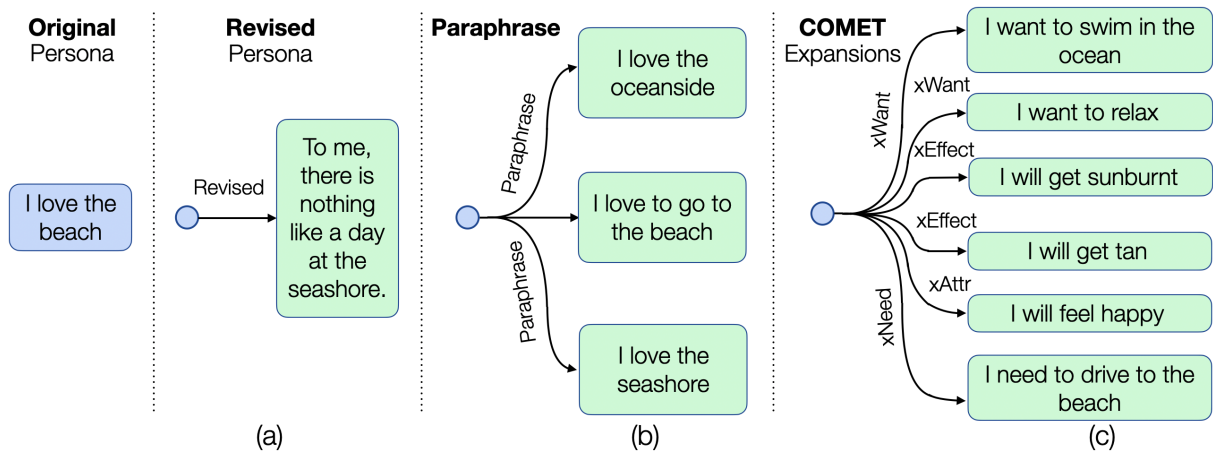 Original
Persona
I love the
beach
Revised
Persona
Revised
To me,
there is
nothing
like a day
at the
seashore.
(a)
Paraphrase
Paraphrase
Paraphrase
I love the
oceanside
I love to go to
the beach
I love the
seashore
(b)
COMET
Expansions
xWant
xWant
xEffect
xEffect
xAttr
xNeed
I want to swim in the
ocean
I want to relax
I will get sunburnt
I will get tan
I will feel happy
I need to drive to the
beach
(c)